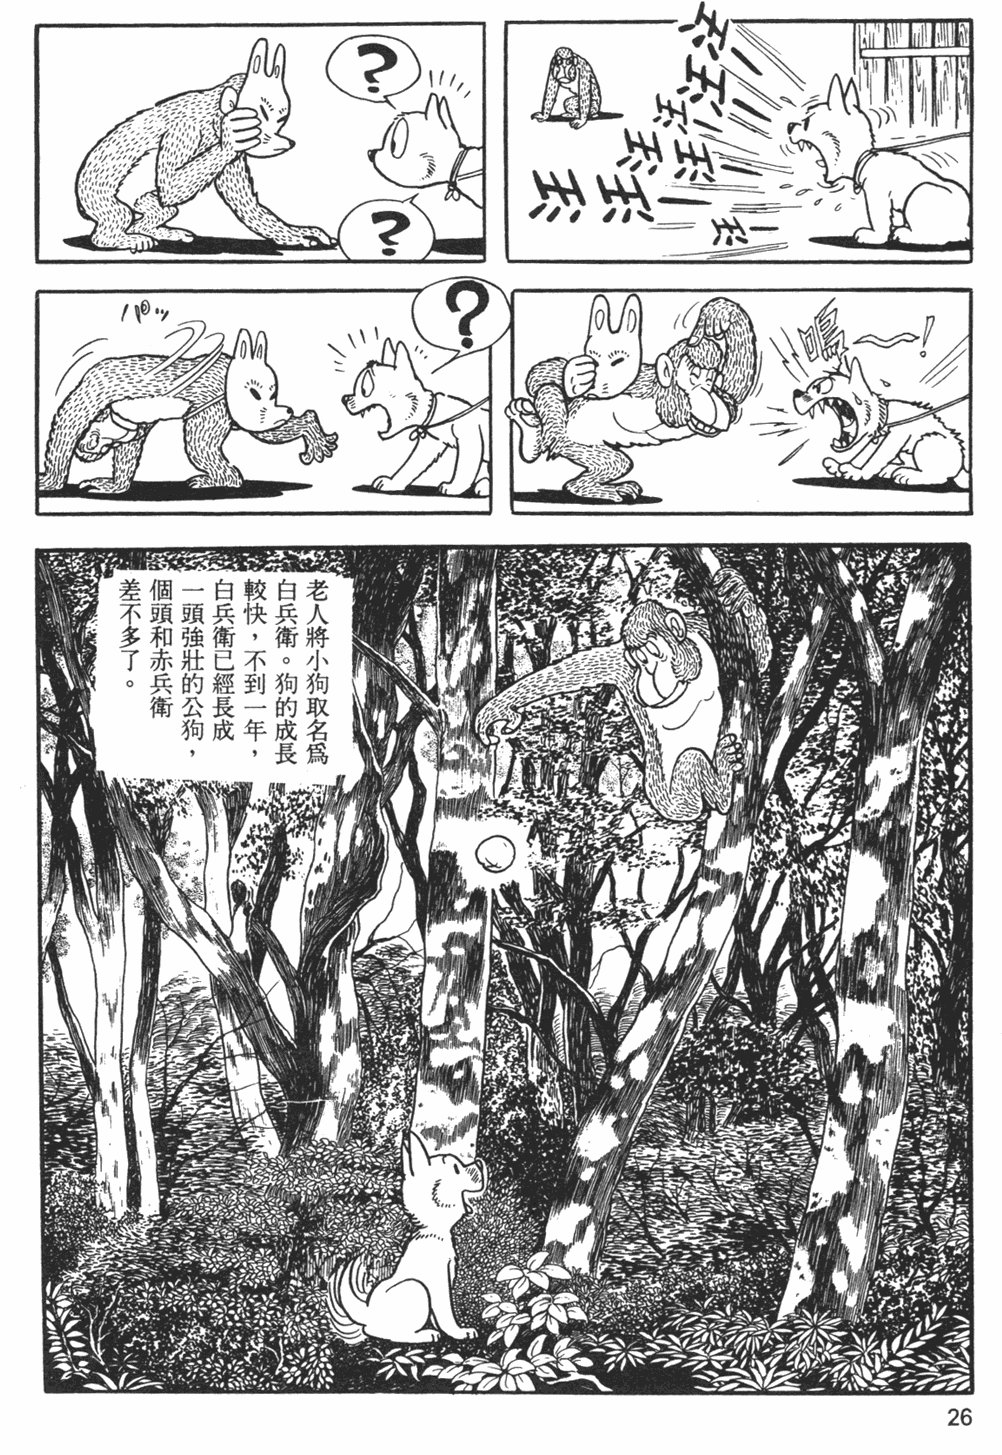 汪！
汪！
汪
汪
汪！
汪
汪！
汪
？
？
嗚～！
？
老人將小狗取名爲
白兵衛。狗的成長
較快，不到一年，
白兵衛已經長成
一頭強壯的公狗，
個頭和赤兵衛
差不多了。
26